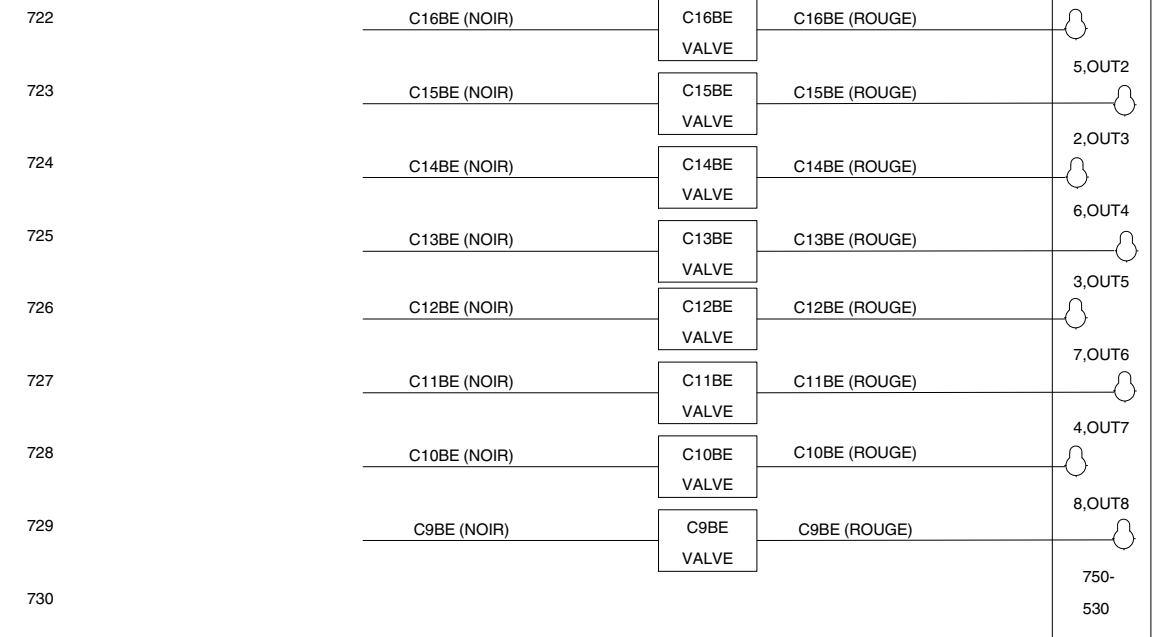 722 C16BE (NOIR) C16BE C16BE (ROUGE)
VALVE
5,OUT2
723 C15BE (NOIR) C15BE C15BE (ROUGE)
VALVE
2,OUT3
724 C14BE (NOIR) C14BE C14BE (ROUGE)
VALVE
6,OUT4
725 C13BE (NOIR) C13BE C13BE (ROUGE)
VALVE
3,OUT5
726 C12BE (NOIR) C12BE C12BE (ROUGE)
VALVE
7,OUT6
727 C11BE (NOIR) C11BE C11BE (ROUGE)
VALVE
4,OUT7
728 C10BE (NOIR) C10BE C10BE (ROUGE)
VALVE
8,OUT8
729 C9BE (NOIR) C9BE C9BE (ROUGE)
VALVE
750-
730 530